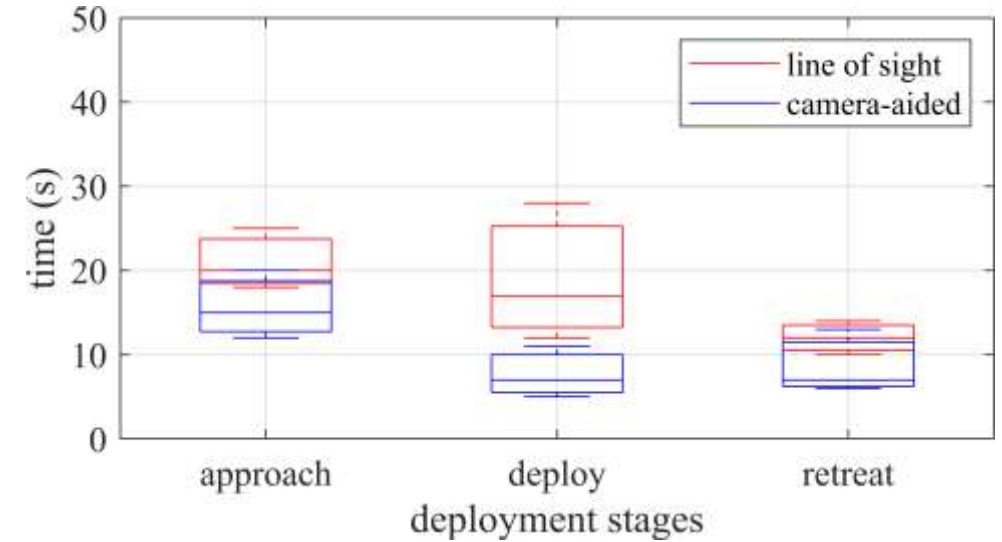 50
40
30
20
10
0
time (s)
line of sight
camera-aided
approach deploy retreat
deployment stages